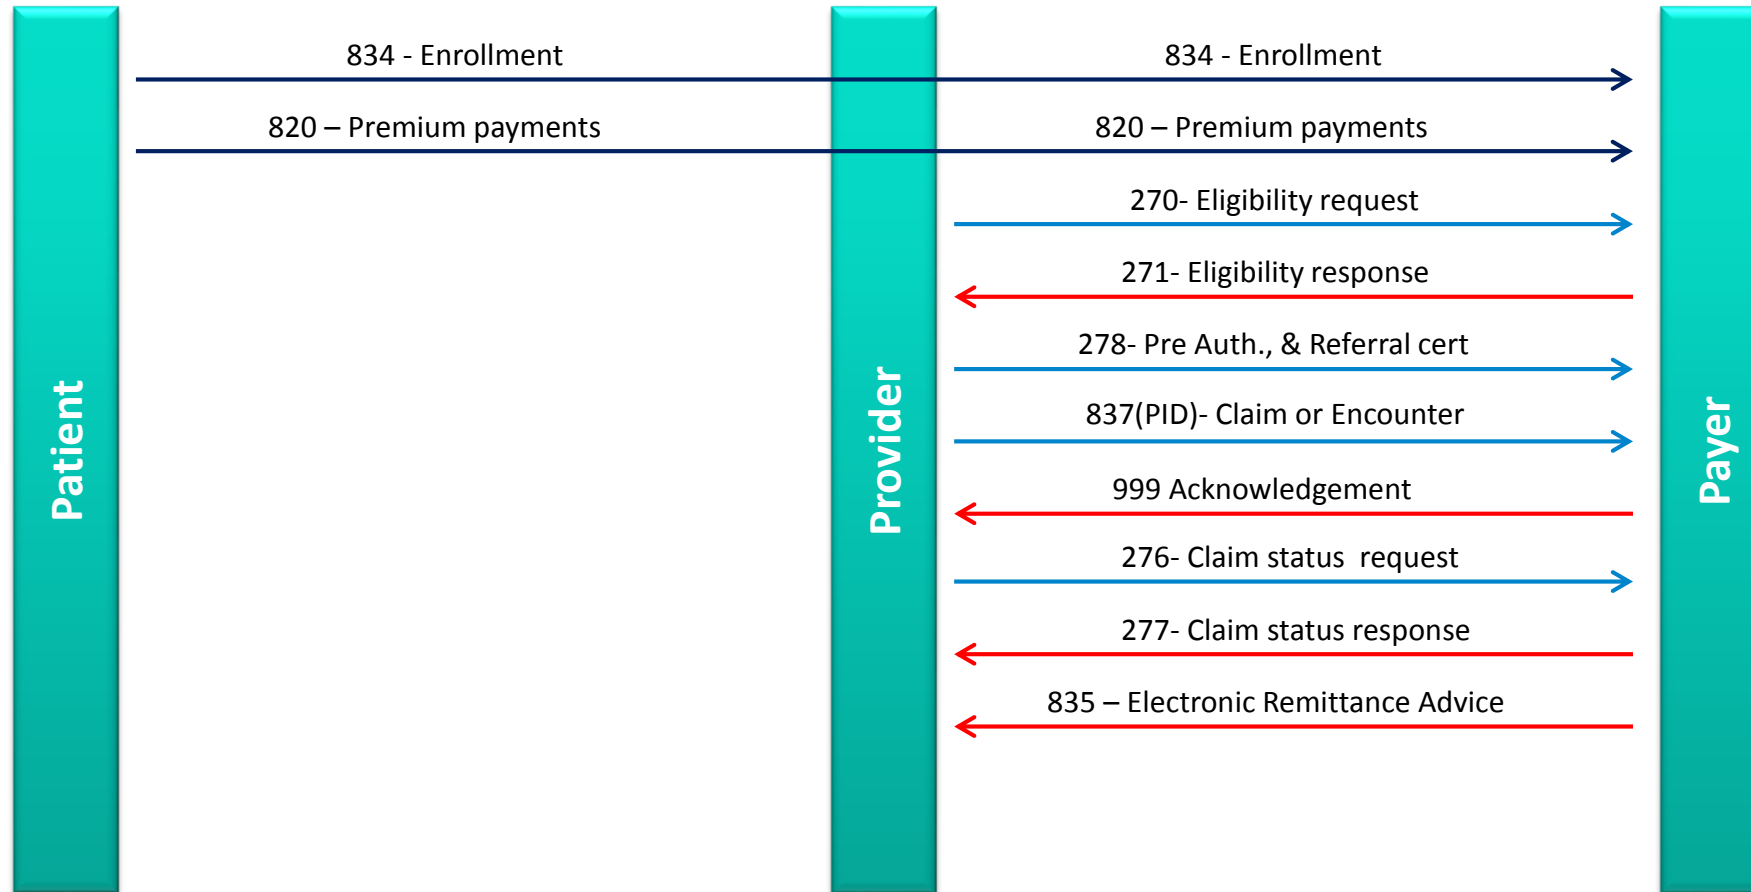 834 - Enrollment
834 - Enrollment
820 – Premium payments
820 – Premium payments
270- Eligibility request
271- Eligibility response
278- Pre Auth., & Referral cert
837(PID)- Claim or Encounter
999 Acknowledgement
276- Claim status  request
277- Claim status response
835 – Electronic Remittance Advice
Patient
Provider
Payer